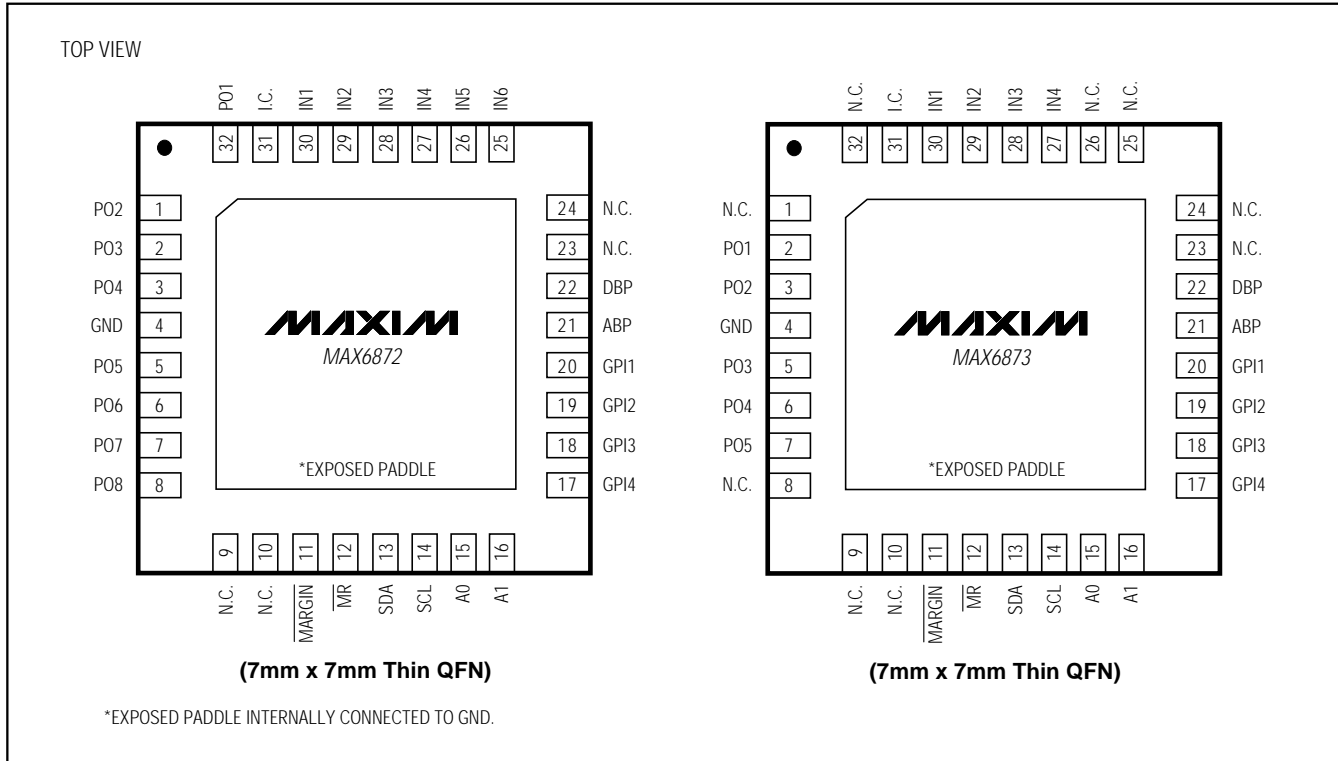 TOP VIEW
PO1 I.C. IN1 IN2 IN3 IN4 IN5 IN6
32 31 30 29 28 27 26 25
PO2 1
PO3 2
PO4 3
GND 4
PO5 5
PO6 6
PO7 7
PO8 8
24 N.C.
23 N.C.
22 DBP
21 ABP
20 GPI1
19 GPI2
18 GPI3
17 GPI4
MAXIM
MAX6872
*EXPOSED PADDLE
9 10 11 12 13 14 15 16
N.C. N.C. MARGIN MR SDA SCL A0 A1
(7mm x 7mm Thin QFN)
*EXPOSED PADDLE INTERNALLY CONNECTED TO GND.
N.C. I.C. IN1 IN2 IN3 IN4 N.C. N.C.
32 31 30 29 28 27 26 25
N.C. 1
PO1 2
PO2 3
GND 4
PO3 5
PO4 6
PO5 7
N.C. 8
24 N.C.
23 N.C.
22 DBP
21 ABP
20 GPI1
19 GPI2
18 GPI3
17 GPI4
MAXIM
MAX6873
*EXPOSED PADDLE
9 10 11 12 13 14 15 16
N.C. N.C. MARGIN MR SDA SCL A0 A1
(7mm x 7mm Thin QFN)